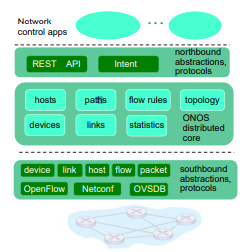 Network
control apps
...
northbound
abstractions,
protocols
REST API
Intent
hosts
paths
flow rules
topology
devices
links
statistics
ONOS
distributed
core
device
link
host
flow
packet
southbound
abstractions,
protocols
OpenFlow
Netconf
OVSDB